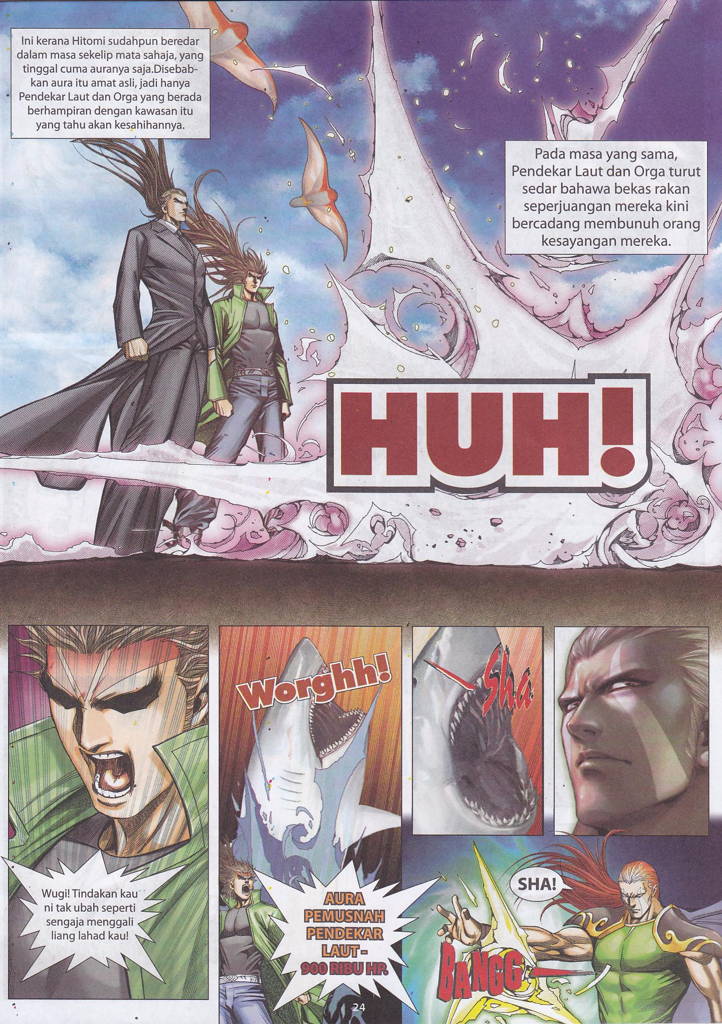 Ini kerana Hitomi sudahpun beredar
dalam masa sekelip mata sahaja, yang
tinggal cuma auranya saja.Disebab-
kan aura itu amat asli, jadi hanya
Pendekar Laut dan Orga yang berada
berhampiran dengan kawasan itu
yang tahu akan kesahihannya.
Pada masa yang sama,
Pendekar Laut dan Orga turut
sedar bahawa bekas rakan
seperjuangan mereka kini
bercadang membunuh orang
kesayangan mereka.
HUH!
Wugi! Tindakan kau
ni tak ubah seperti
sengaja menggali
liang lahad kau!
Worghh!
AURA
PEMUSNAH
PENDEKAR
LAUT -
900 RIBU HP.
Sha
SHA!
BANGG
24